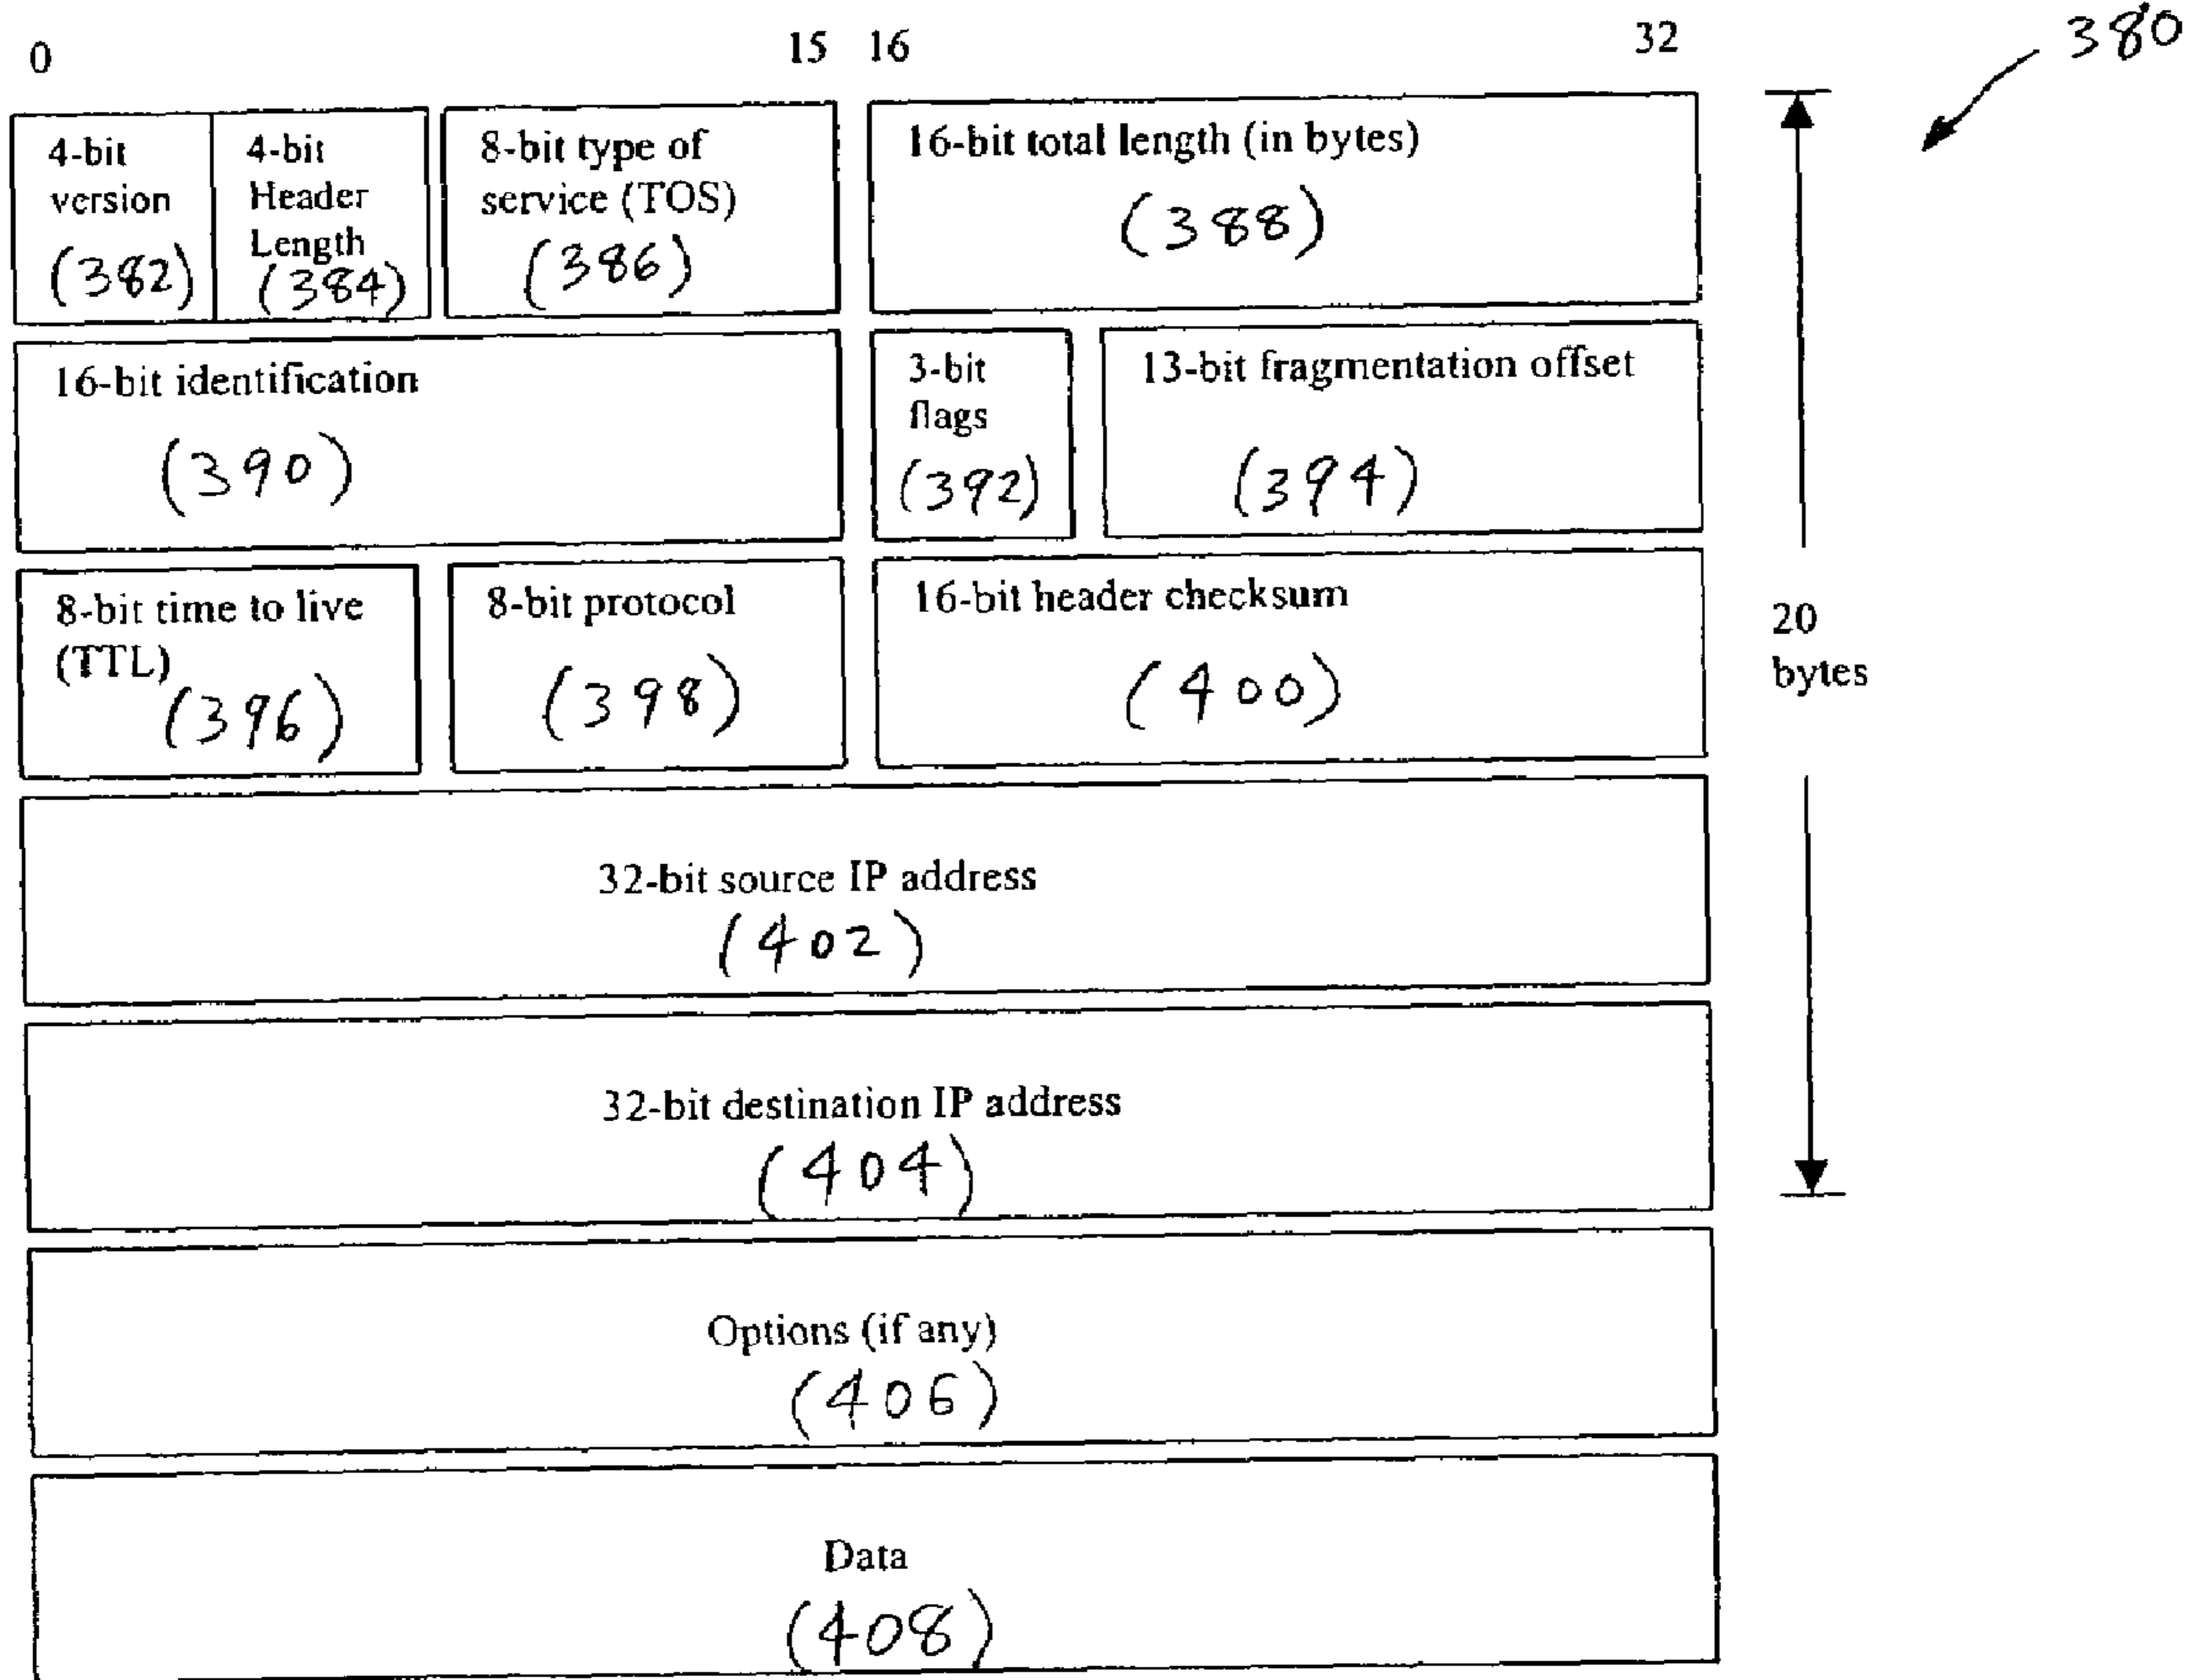 0 15 16 32
380
4-bit
version
(382)
4-bit
Header
Length
(384)
8-bit type of
service (TOS)
(386)
16-bit total length (in bytes)
(388)
16-bit identification
(390)
3-bit
flags
(392)
13-bit fragmentation offset
(394)
8-bit time to live
(TTL)
(396)
8-bit protocol
(398)
16-bit header checksum
(400)
20
bytes
32-bit source IP address
(402)
32-bit destination IP address
(404)
Options (if any)
(406)
Data
(408)